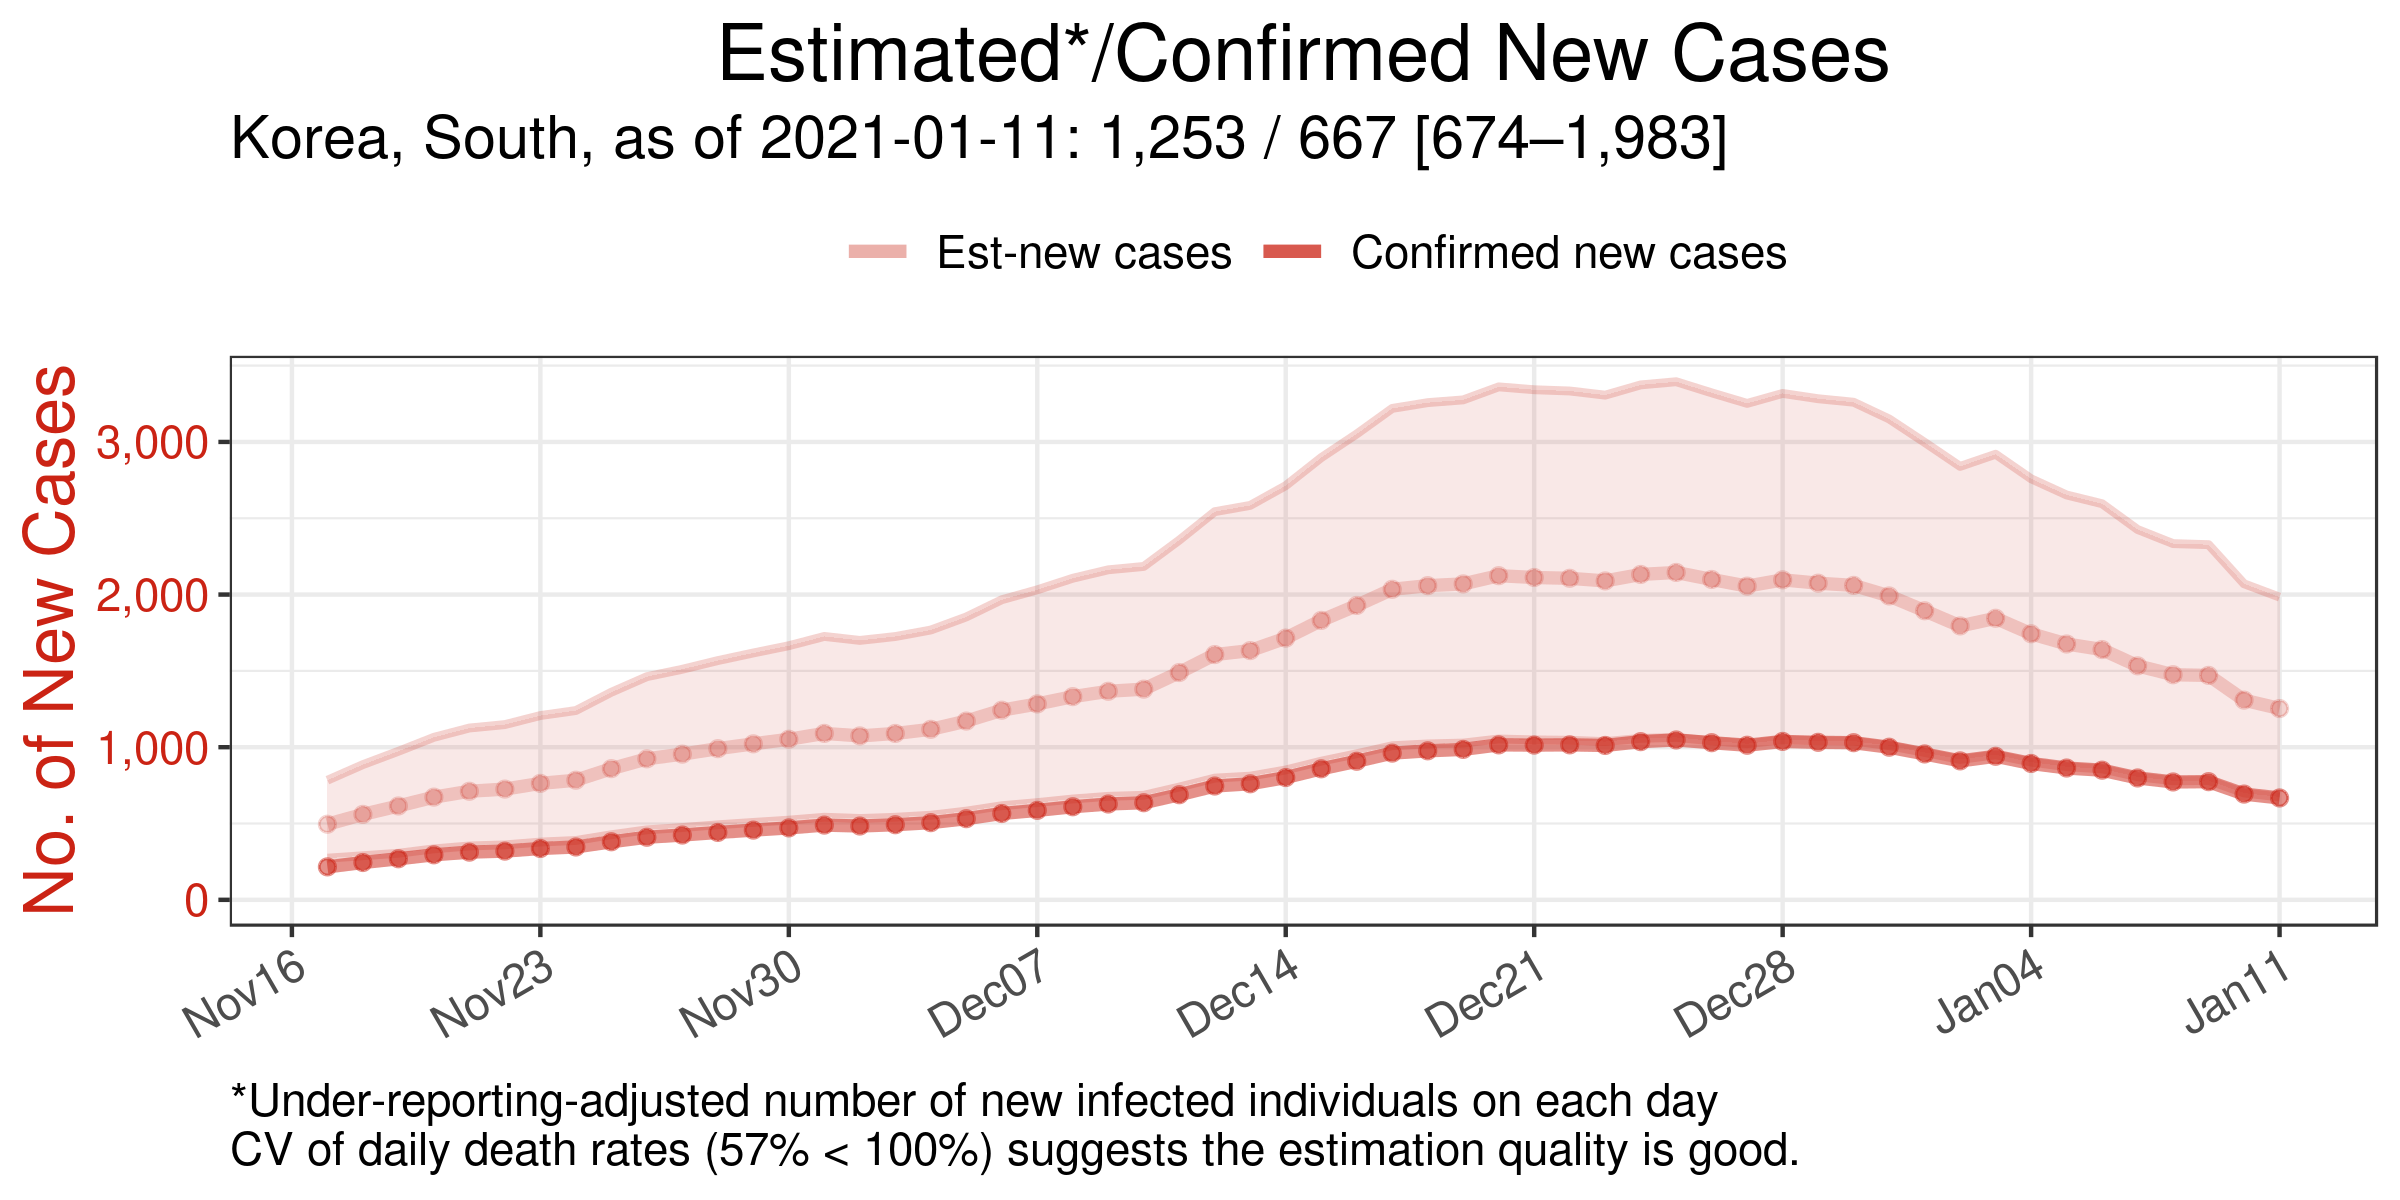 Estimated*/Confirmed New Cases
Korea, South, as of 2021-01-11: 1,253 / 667 [674–1,983]
Est-new cases Confirmed new cases
No. of New Cases
3,000
2,000
1,000
0
Nov16 Nov23 Nov30 Dec07 Dec14 Dec21 Dec28 Jan04 Jan11
*Under-reporting-adjusted number of new infected individuals on each day
CV of daily death rates (57% < 100%) suggests the estimation quality is good.